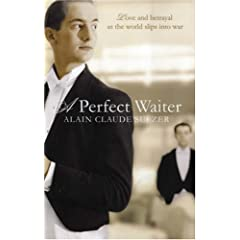 Love and betrayal
as the world slips into war
A Perfect Waiter
ALAIN CLAUDE SULZER